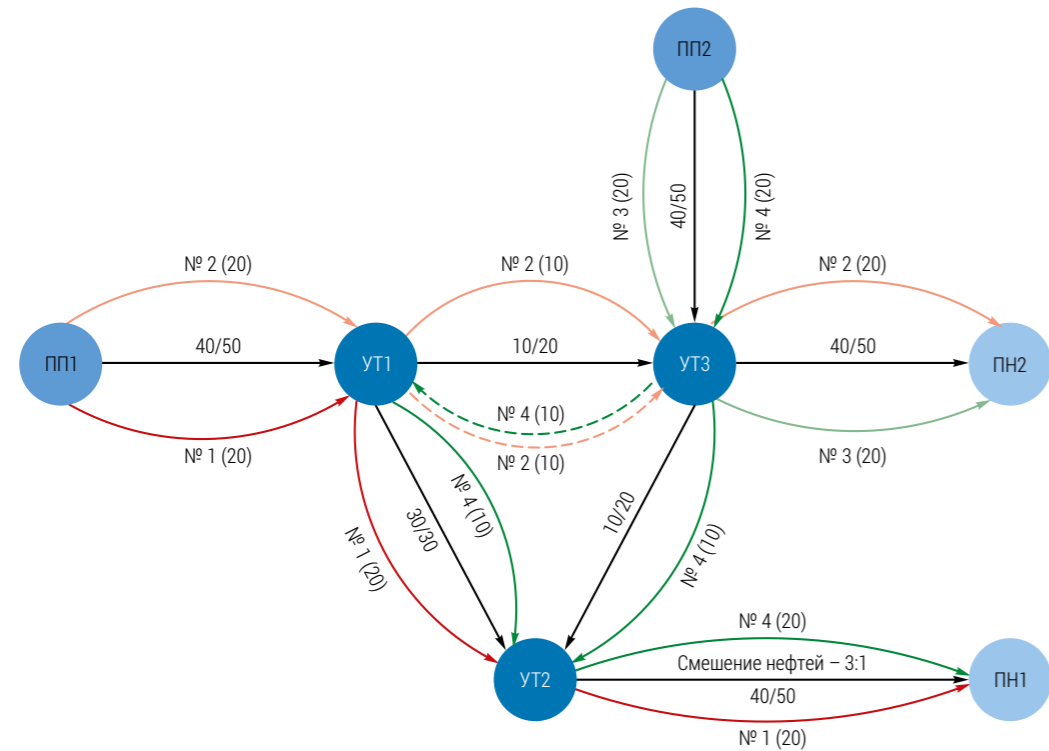 ПП2
№ 3 (20)
40/50
№ 4 (20)
№ 2 (20)
№ 2 (10)
№ 2 (20)
ПП1
40/50
УТ1
10/20
УТ3
40/50
ПН2
№ 4 (10)
№ 2 (10)
№ 1 (20)
№ 3 (20)
№ 1 (20)
30/30
№ 4 (10)
10/20
№ 4 (10)
№ 4 (20)
УТ2
Смешение нефтей – 3:1
40/50
ПН1
№ 1 (20)